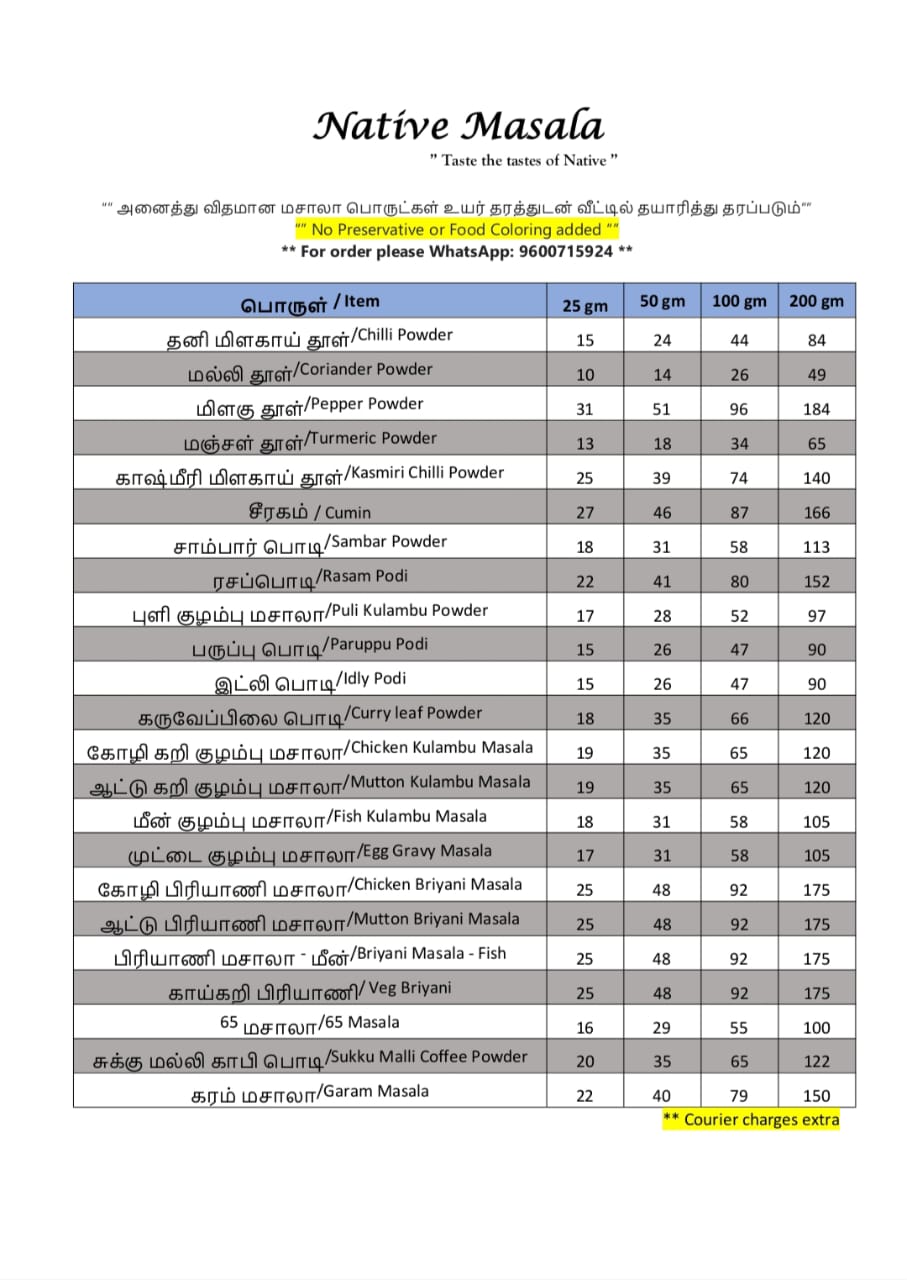 Native Masala
" Taste the tastes of Native "
"" அனைத்து விதமான மசாலா பொருட்கள் உயர் தரத்துடன் வீட்டில் தயாரித்து தரப்படும்""
"" No Preservative or Food Coloring added ""
** For order please WhatsApp: 9600715924 **
பொருள் / Item 25 gm 50 gm 100 gm 200 gm
தனி மிளகாய் தூள்/Chilli Powder 15 24 44 84
மல்லி தூள்/Coriander Powder 10 14 26 49
மிளகு தூள்/Pepper Powder 31 51 96 184
மஞ்சள் தூள்/Turmeric Powder 13 18 34 65
காஷ்மீரி மிளகாய் தூள்/Kasmiri Chilli Powder 25 39 74 140
சீரகம் / Cumin 27 46 87 166
சாம்பார் பொடி/Sambar Powder 18 31 58 113
ரசப்பொடி/Rasam Podi 22 41 80 152
புளி குழம்பு மசாலா/Puli Kulambu Powder 17 28 52 97
பருப்பு பொடி/Paruppu Podi 15 26 47 90
இட்லி பொடி/Idly Podi 15 26 47 90
கருவேப்பிலை பொடி/Curry leaf Powder 18 35 66 120
கோழி கறி குழம்பு மசாலா/Chicken Kulambu Masala 19 35 65 120
ஆட்டு கறி குழம்பு மசாலா/Mutton Kulambu Masala 19 35 65 120
மீன் குழம்பு மசாலா/Fish Kulambu Masala 18 31 58 105
முட்டை குழம்பு மசாலா/Egg Gravy Masala 17 31 58 105
கோழி பிரியாணி மசாலா/Chicken Briyani Masala 25 48 92 175
ஆட்டு பிரியாணி மசாலா/Mutton Briyani Masala 25 48 92 175
பிரியாணி மசாலா - மீன்/Briyani Masala - Fish 25 48 92 175
காய்கறி பிரியாணி/ Veg Briyani 25 48 92 175
65 மசாலா/65 Masala 16 29 55 100
சுக்கு மல்லி காபி பொடி/Sukku Malli Coffee Powder 20 35 65 122
கரம் மசாலா/Garam Masala 22 40 79 150
** Courier charges extra